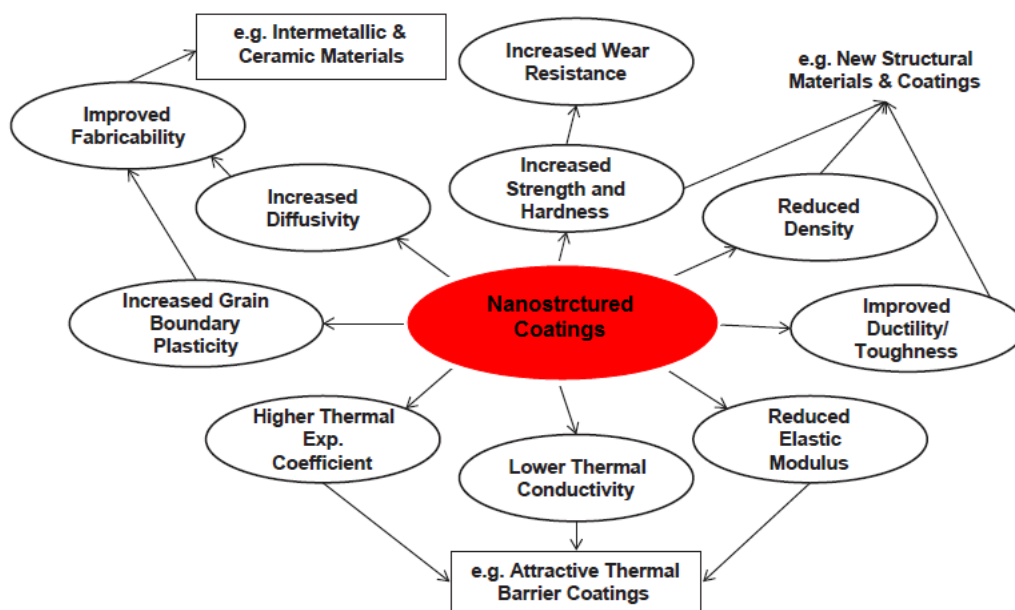 e.g. Intermetallic &
Ceramic Materials
Increased Wear
Resistance
e.g. New Structural
Materials & Coatings
Improved
Fabricability
Increased
Diffusivity
Increased
Strength and
Hardness
Reduced
Density
Increased Grain
Boundary
Plasticity
Nanostrctured
Coatings
Improved
Ductility/
Toughness
Higher Thermal
Exp.
Coefficient
Lower Thermal
Conductivity
Reduced
Elastic
Modulus
e.g. Attractive Thermal
Barrier Coatings